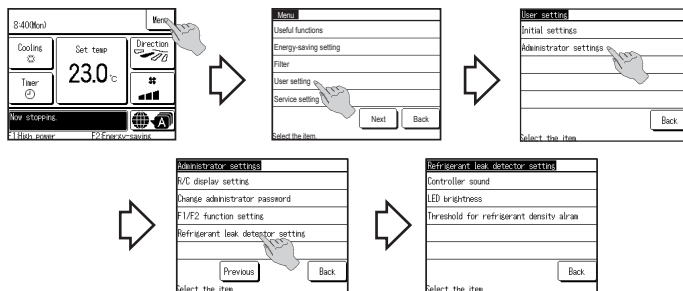 8:40(Mon)
Menu
Cooling
Set temp
Direction
23.0 °C
Timer
Now stopping.
A
F1:High power
F2:Energy-saving
Menu
Useful functions
Energy-saving setting
Filter
User setting
Service setting
Next
Back
Select the item.
User setting
Initial settings
Administrator settings
Back
Select the item.
Administrator settings
R/C display setting
Change administrator password
F1/F2 function setting
Refrigerant leak detector setting
Previous
Back
Select the item.
Refrigerant leak detector setting
Controller sound
LED brightness
Threshold for refrigerant density alram
Back
Select the item.